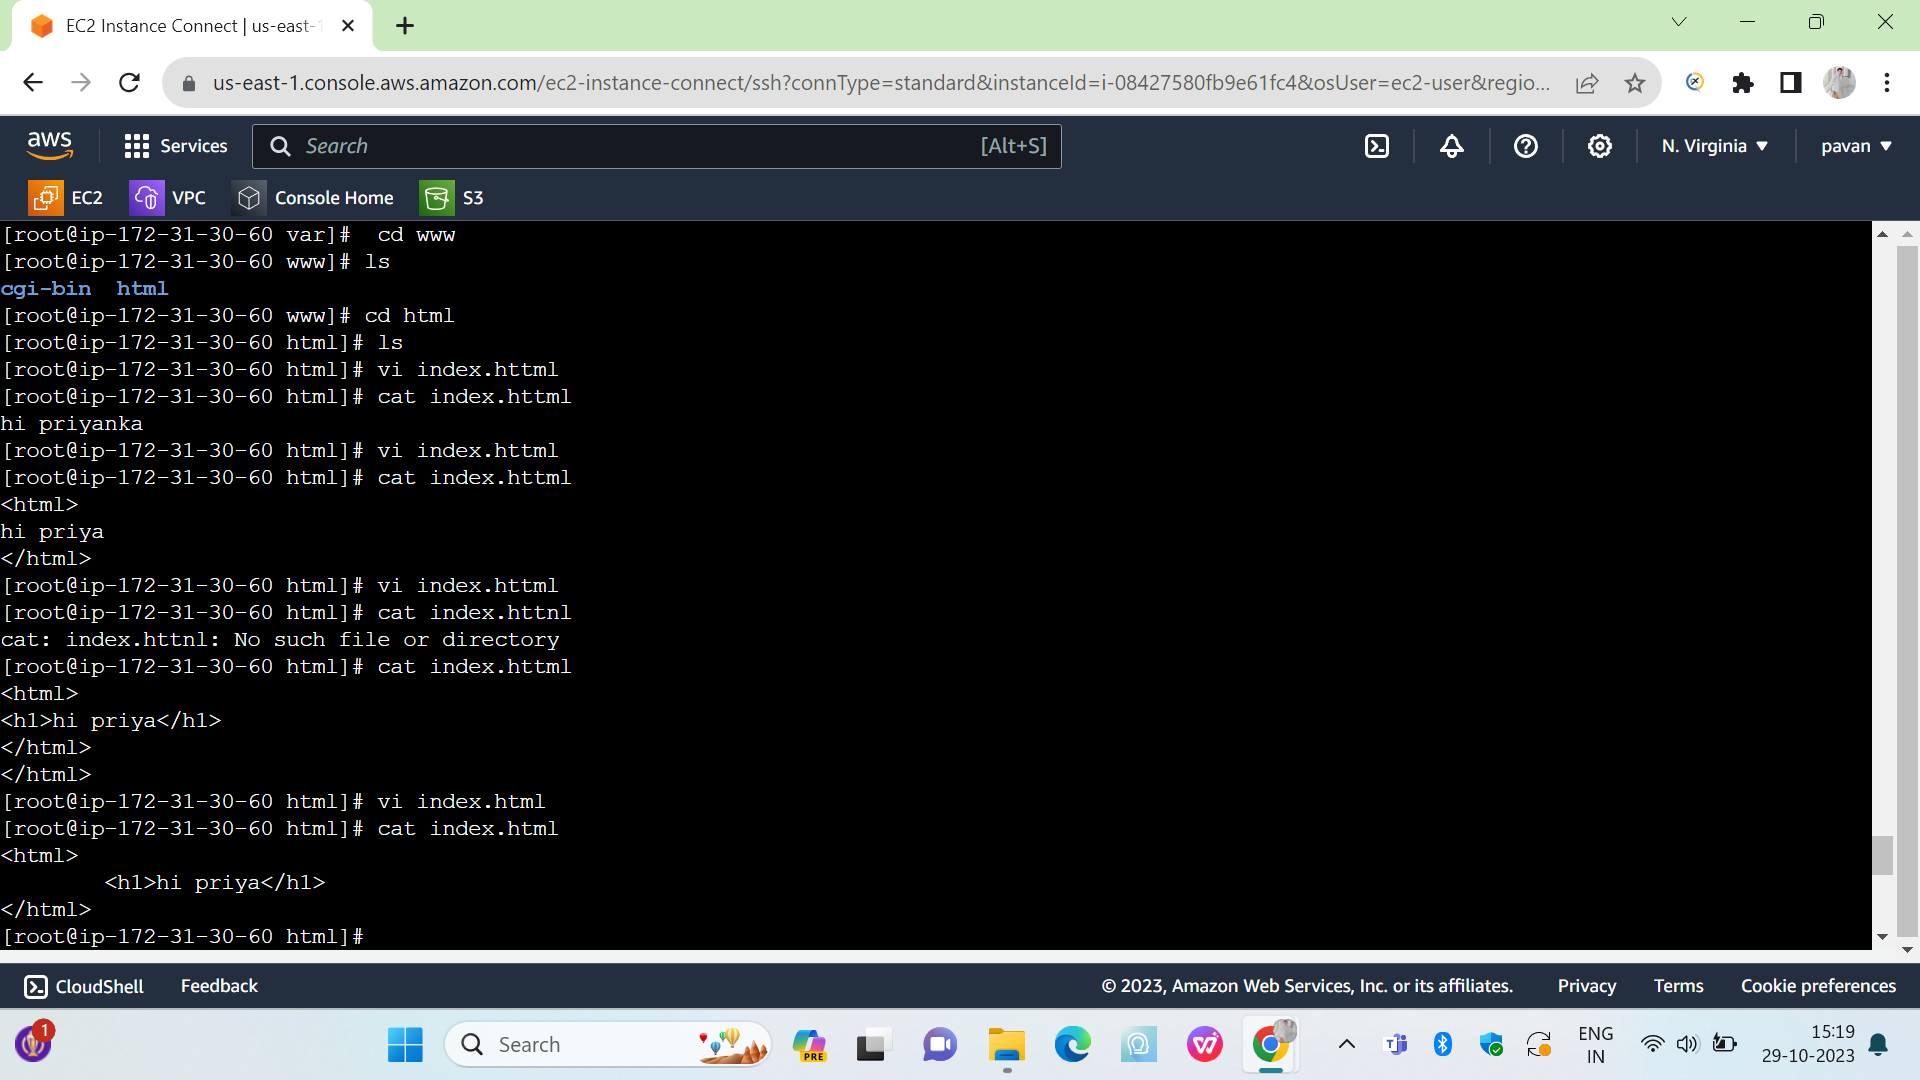 EC2 Instance Connect | us-east-1
us-east-1.console.aws.amazon.com/ec2-instance-connect/ssh?connType=standard&instanceId=i-08427580fb9e61fc4&osUser=ec2-user&regio...
aws Services Search [Alt+S] N. Virginia pavan
EC2 VPC Console Home S3
[root@ip-172-31-30-60 var]#  cd www
[root@ip-172-31-30-60 www]# ls
cgi-bin  html
[root@ip-172-31-30-60 www]# cd html
[root@ip-172-31-30-60 html]# ls
[root@ip-172-31-30-60 html]# vi index.httml
[root@ip-172-31-30-60 html]# cat index.httml
hi priyanka
[root@ip-172-31-30-60 html]# vi index.httml
[root@ip-172-31-30-60 html]# cat index.httml
<html>
hi priya
</html>
[root@ip-172-31-30-60 html]# vi index.httml
[root@ip-172-31-30-60 html]# cat index.httnl
cat: index.httnl: No such file or directory
[root@ip-172-31-30-60 html]# cat index.httml
<html>
<h1>hi priya</h1>
</html>
</html>
[root@ip-172-31-30-60 html]# vi index.html
[root@ip-172-31-30-60 html]# cat index.html
<html>
        <h1>hi priya</h1>
</html>
[root@ip-172-31-30-60 html]#
CloudShell Feedback © 2023, Amazon Web Services, Inc. or its affiliates. Privacy Terms Cookie preferences
1 Search PRE ENG IN 15:19 29-10-2023